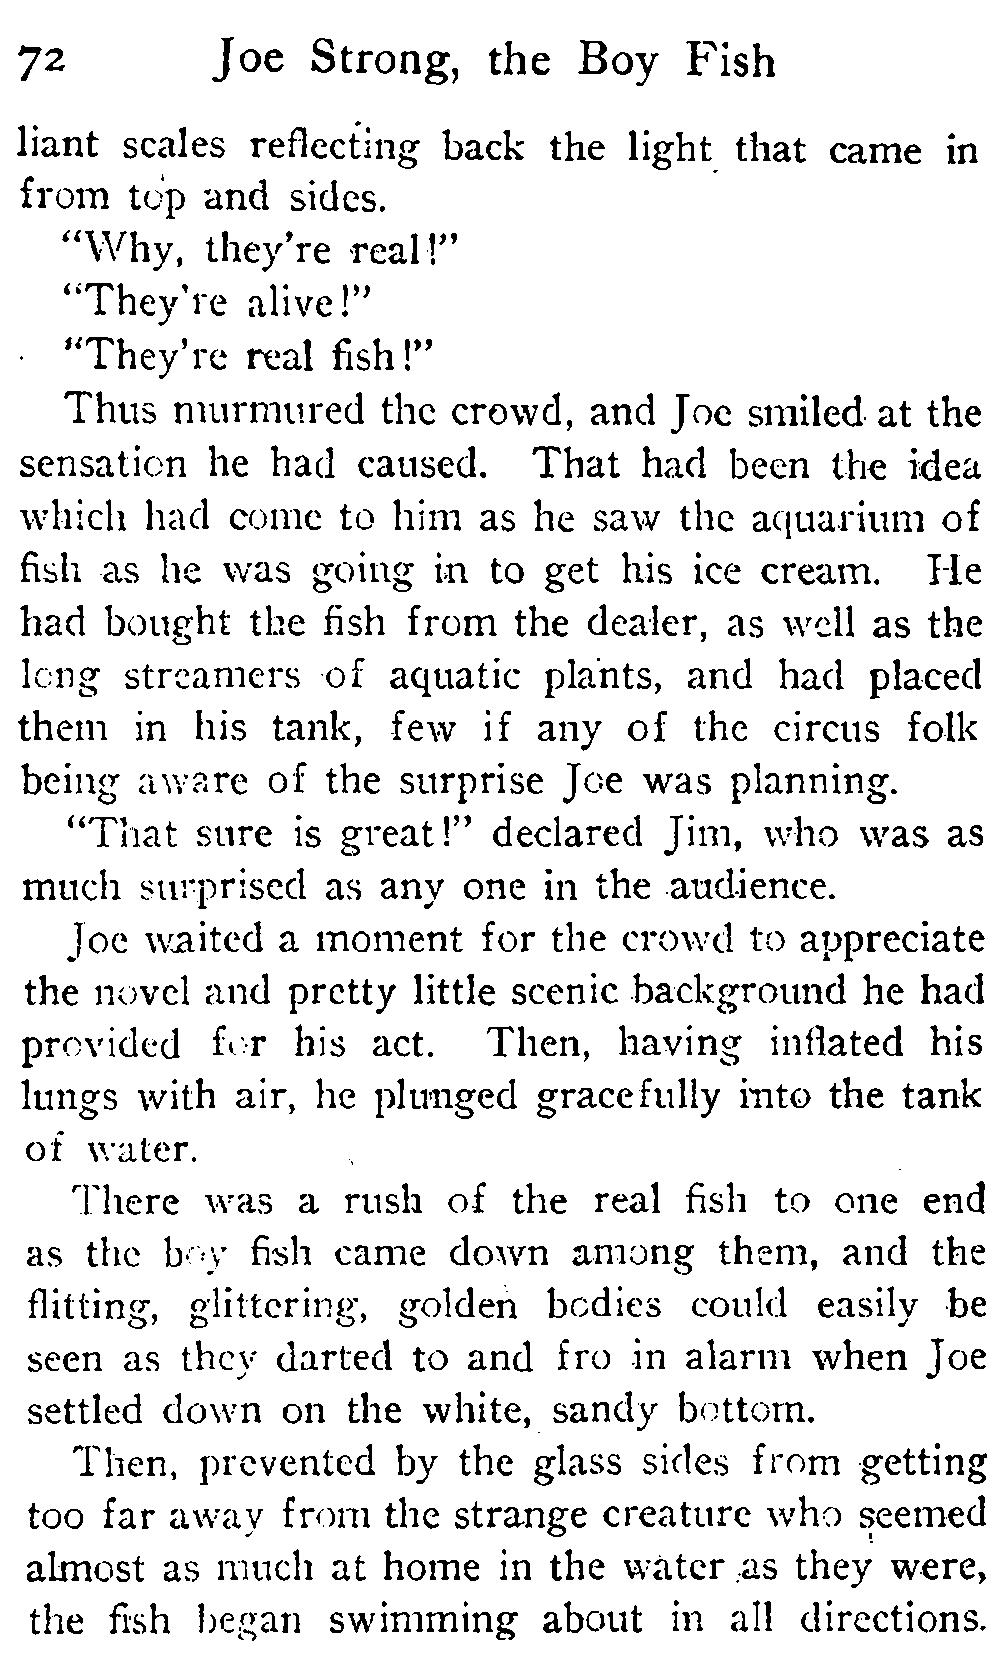 72 Joe Strong, the Boy Fish
liant scales reflecting back the light that came in
from top and sides.
"Why, they're real!"
"They're alive!"
"They're real fish!"
Thus murmured the crowd, and Joe smiled at the
sensation he had caused. That had been the idea
which had come to him as he saw the aquarium of
fish as he was going in to get his ice cream. He
had bought the fish from the dealer, as well as the
long streamers of aquatic plants, and had placed
them in his tank, few if any of the circus folk
being aware of the surprise Joe was planning.
"That sure is great!" declared Jim, who was as
much surprised as any one in the audience.
Joe waited a moment for the crowd to appreciate
the novel and pretty little scenic background he had
provided for his act. Then, having inflated his
lungs with air, he plunged gracefully into the tank
of water.
There was a rush of the real fish to one end
as the boy fish came down among them, and the
flitting, glittering, golden bodies could easily be
seen as they darted to and fro in alarm when Joe
settled down on the white, sandy bottom.
Then, prevented by the glass sides from getting
too far away from the strange creature who seemed
almost as much at home in the water as they were,
the fish began swimming about in all directions.